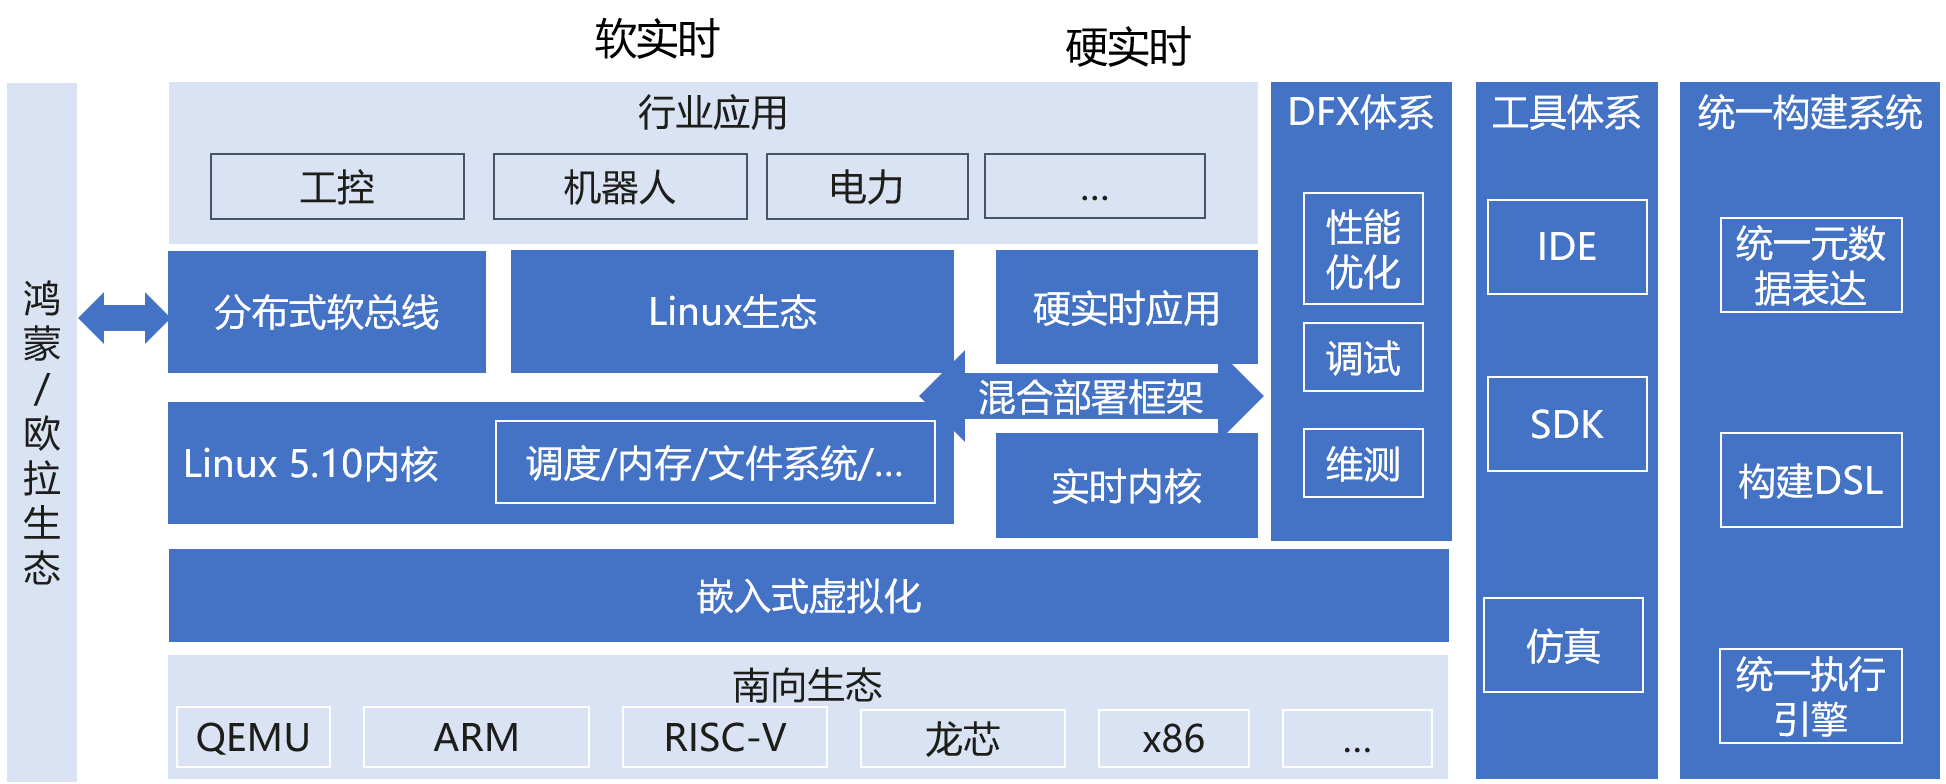 软实时
硬实时
鸿
蒙
/
欧
拉
生
态
行业应用
工控
机器人
电力
...
分布式软总线
Linux生态
硬实时应用
混合部署框架
Linux 5.10内核
调度/内存/文件系统/...
实时内核
嵌入式虚拟化
南向生态
QEMU
ARM
RISC-V
龙芯
x86
...
DFX体系
性能
优化
调试
维测
工具体系
IDE
SDK
仿真
统一构建系统
统一元数
据表达
构建DSL
统一执行
引擎